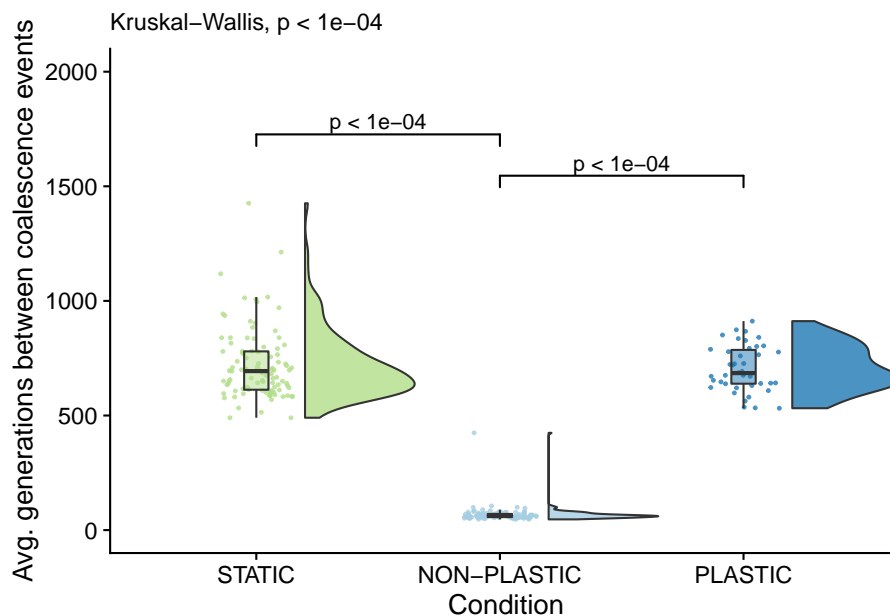 Kruskal−Wallis, p < 1e−04
Avg. generations between coalescence events
2000
1500
1000
500
0
p < 1e−04
p < 1e−04
STATIC
NON−PLASTIC
PLASTIC
Condition